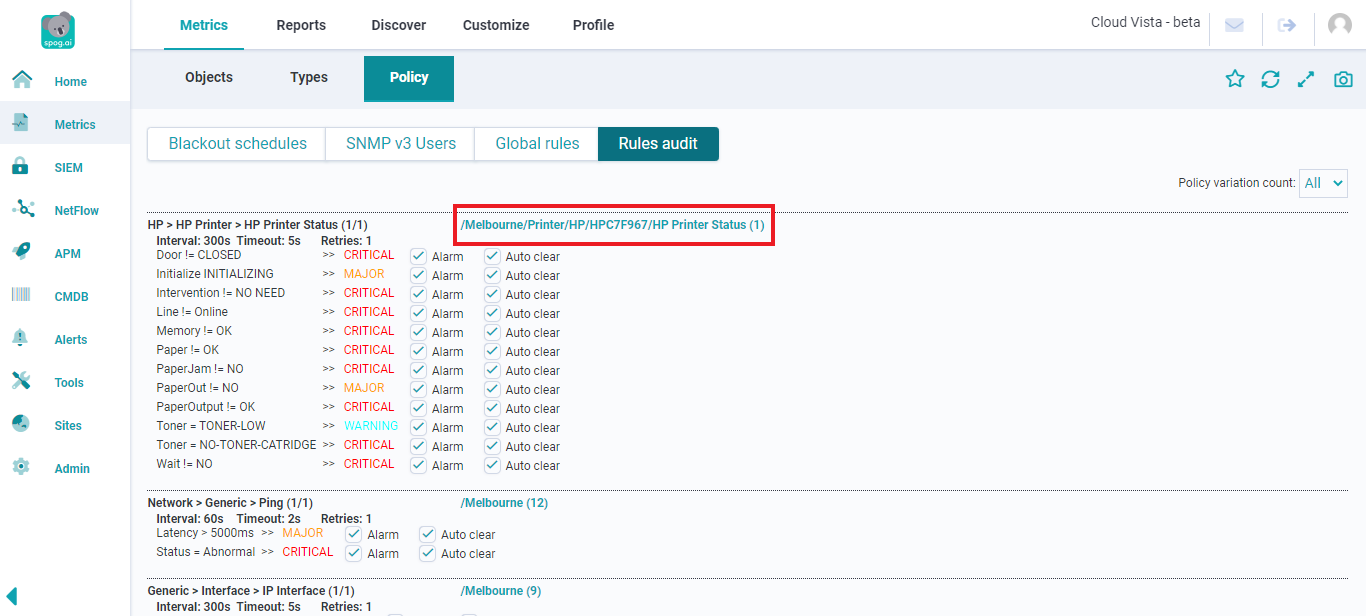 spog.ai
Metrics Reports Discover Customize Profile
Cloud Vista - beta
Home
Metrics
SIEM
NetFlow
APM
CMDB
Alerts
Tools
Sites
Admin
Objects Types Policy
Blackout schedules SNMP v3 Users Global rules Rules audit
Policy variation count: All
HP > HP Printer > HP Printer Status (1/1) /Melbourne/Printer/HP/HPC7F967/HP Printer Status (1)
Interval: 300s Timeout: 5s Retries: 1
Door != CLOSED >> CRITICAL Alarm Auto clear
Initialize INITIALIZING >> MAJOR Alarm Auto clear
Intervention != NO NEED >> CRITICAL Alarm Auto clear
Line != Online >> CRITICAL Alarm Auto clear
Memory != OK >> CRITICAL Alarm Auto clear
Paper != OK >> CRITICAL Alarm Auto clear
PaperJam != NO >> CRITICAL Alarm Auto clear
PaperOut != NO >> MAJOR Alarm Auto clear
PaperOutput != OK >> CRITICAL Alarm Auto clear
Toner = TONER-LOW >> WARNING Alarm Auto clear
Toner = NO-TONER-CATRIDGE >> CRITICAL Alarm Auto clear
Wait != NO >> CRITICAL Alarm Auto clear
Network > Generic > Ping (1/1) /Melbourne (12)
Interval: 60s Timeout: 2s Retries: 1
Latency > 5000ms >> MAJOR Alarm Auto clear
Status = Abnormal >> CRITICAL Alarm Auto clear
Generic > Interface > IP Interface (1/1) /Melbourne (9)
Interval: 300s Timeout: 5s Retries: 1